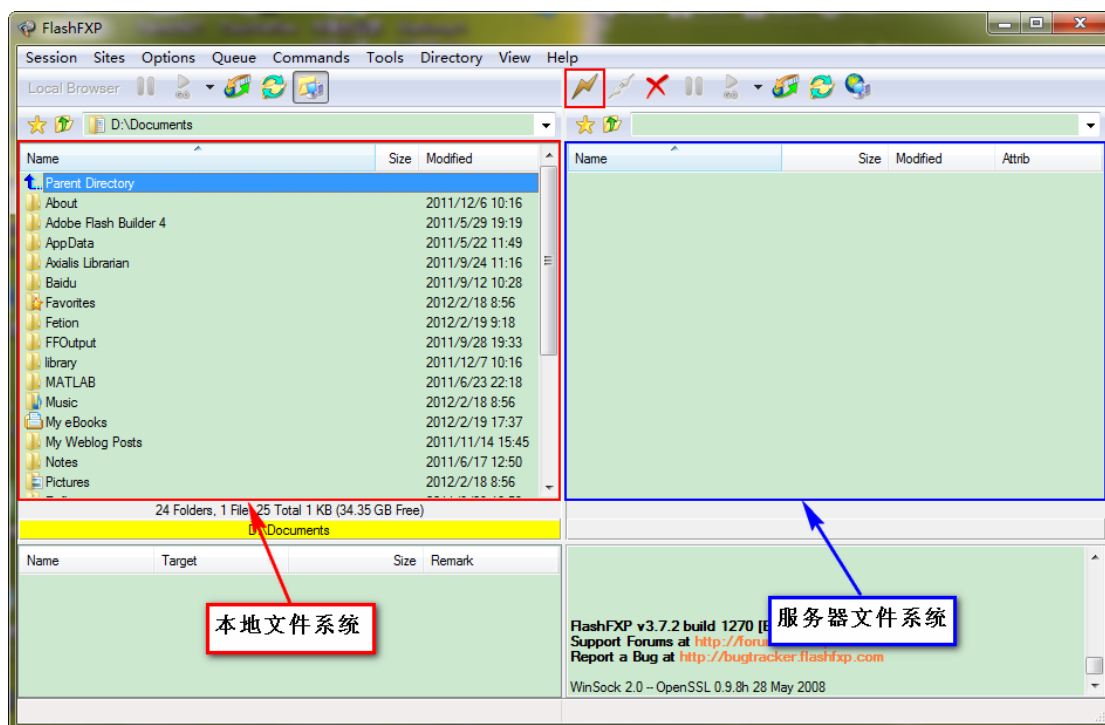 FlashFXP
Session Sites Options Queue Commands Tools Directory View Help
Local Browser
D:\Documents
Name Size Modified
Parent Directory
About 2011/12/6 10:16
Adobe Flash Builder 4 2011/5/29 19:19
AppData 2011/5/22 11:49
Axialis Librarian 2011/9/24 11:16
Baidu 2011/9/12 10:28
Favorites 2012/2/18 8:56
Fetion 2012/2/19 9:18
FFOutput 2011/9/28 19:33
library 2011/12/7 10:16
MATLAB 2011/6/23 22:18
Music 2012/2/18 8:56
My eBooks 2012/2/19 17:37
My Weblog Posts 2011/11/14 15:45
Notes 2011/6/17 12:50
Pictures 2012/2/18 8:56
24 Folders, 1 File, 25 Total 1 KB (34.35 GB Free)
D:\Documents
Name Size Modified Attrib
Name Target Size Remark
本地文件系统
服务器文件系统
FlashFXP v3.7.2 build 1270
Support Forums at
Report a Bug at http://bugtracker.flashfxp.com
WinSock 2.0 -- OpenSSL 0.9.8h 28 May 2008